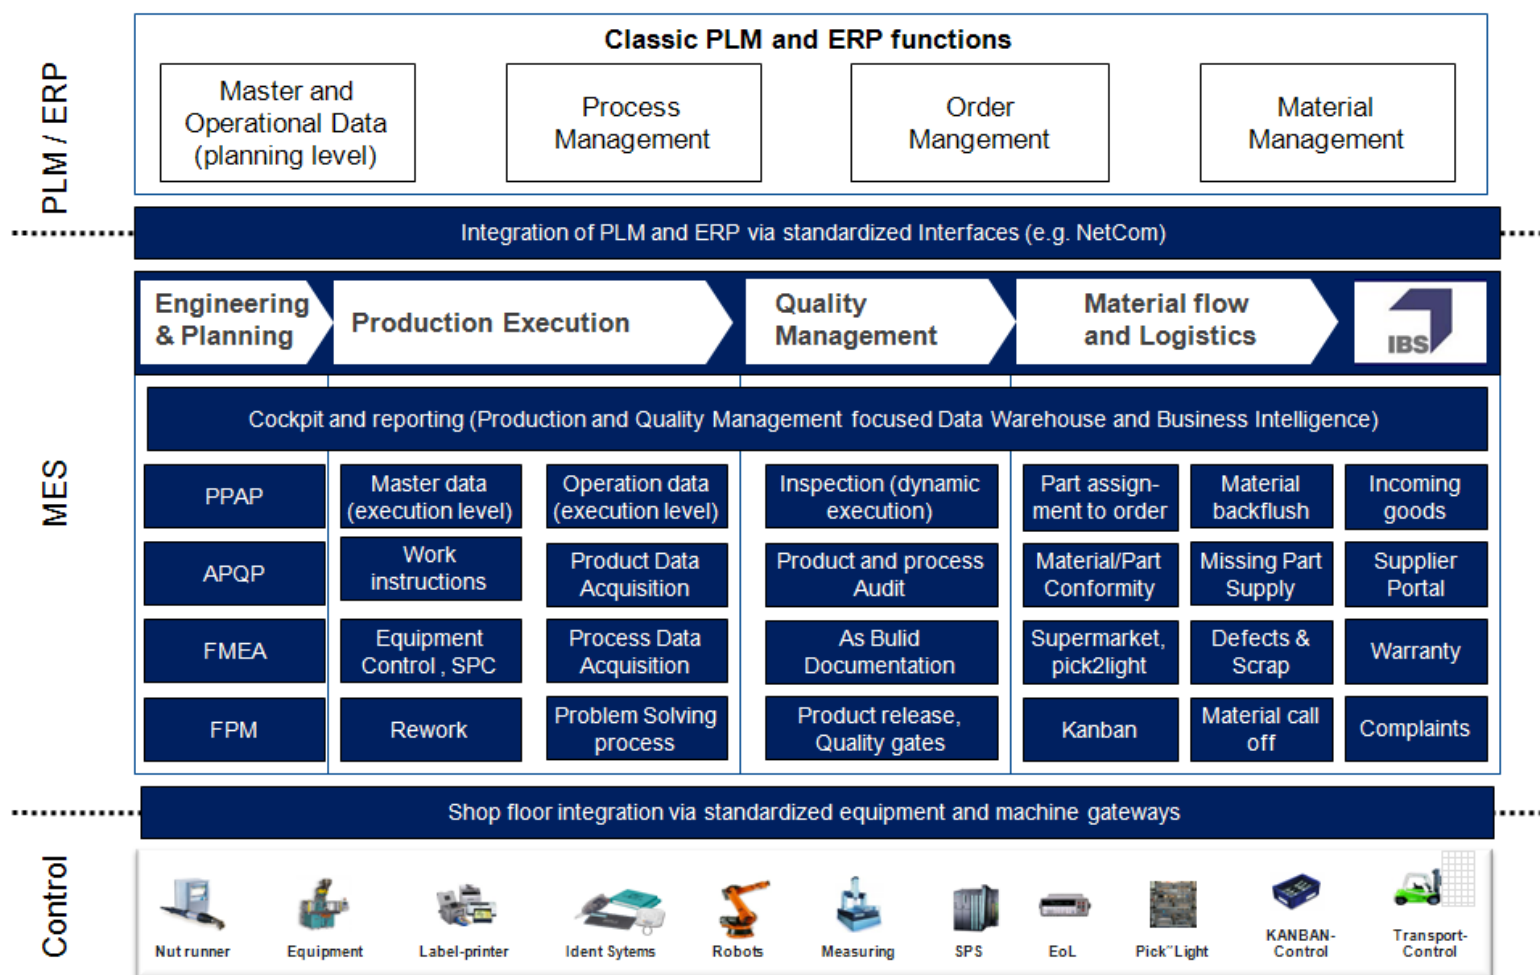 PLM / ERP
Classic PLM and ERP functions
Master and
Operational Data
(planning level)
Process
Management
Order
Mangement
Material
Management
Integration of PLM and ERP via standardized Interfaces (e.g. NetCom)
MES
Engineering
& Planning
Production Execution
Quality
Management
Material flow
and Logistics
IBS
Cockpit and reporting (Production and Quality Management focused Data Warehouse and Business Intelligence)
PPAP
Master data
(execution level)
Operation data
(execution level)
Inspection (dynamic
execution)
Part assign-
ment to order
Material
backflush
Incoming
goods
APQP
Work
instructions
Product Data
Acquisition
Product and process
Audit
Material/Part
Conformity
Missing Part
Supply
Supplier
Portal
FMEA
Equipment
Control , SPC
Process Data
Acquisition
As Bulid
Documentation
Supermarket,
pick2light
Defects &
Scrap
Warranty
FPM
Rework
Problem Solving
process
Product release,
Quality gates
Kanban
Material call
off
Complaints
Shop floor integration via standardized equipment and machine gateways
Control
Nut runner
Equipment
Label-printer
Ident Sytems
Robots
Measuring
SPS
EoL
Pick¨Light
KANBAN-
Control
Transport-
Control